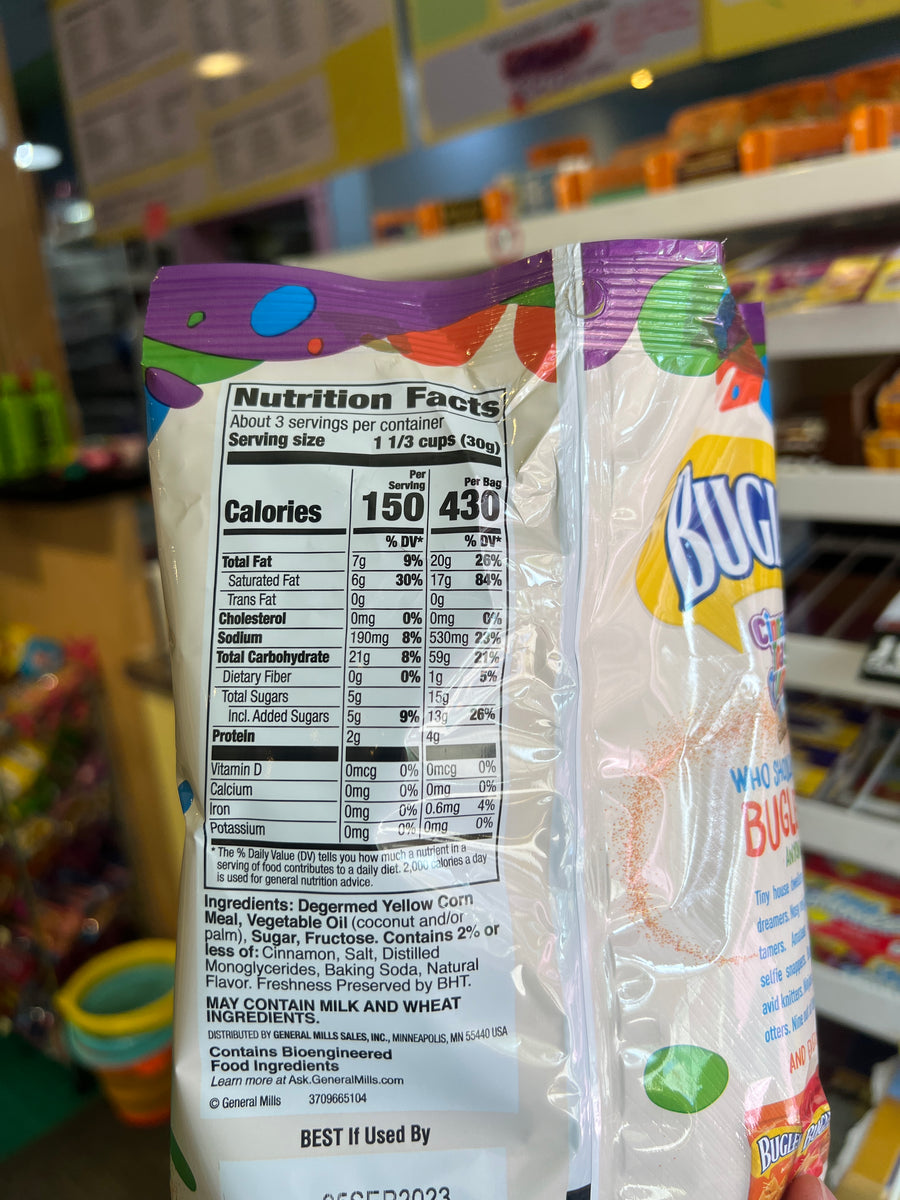 Nutrition Facts
About 3 servings per container
Serving size 1 1/3 cups (30g)
Per Serving Per Bag
Calories 150 430
% DV* % DV*
Total Fat 7g 9% 20g 26%
Saturated Fat 6g 30% 17g 84%
Trans Fat 0g 0g
Cholesterol 0mg 0% 0mg 0%
Sodium 190mg 8% 530mg 23%
Total Carbohydrate 21g 8% 59g 21%
Dietary Fiber 0g 0% 1g 5%
Total Sugars 5g 15g
Incl. Added Sugars 5g 9% 13g 26%
Protein 2g 4g
Vitamin D 0mcg 0% 0mcg 0%
Calcium 0mg 0% 0mg 0%
Iron 0mg 0% 0.6mg 4%
Potassium 0mg 0% 0mg 0%
* The % Daily Value (DV) tells you how much a nutrient in a
serving of food contributes to a daily diet. 2,000 calories a day
is used for general nutrition advice.
Ingredients: Degermed Yellow Corn
Meal, Vegetable Oil (coconut and/or
palm), Sugar, Fructose. Contains 2% or
less of: Cinnamon, Salt, Distilled
Monoglycerides, Baking Soda, Natural
Flavor. Freshness Preserved by BHT.
MAY CONTAIN MILK AND WHEAT
INGREDIENTS.
DISTRIBUTED BY GENERAL MILLS SALES, INC., MINNEAPOLIS, MN 55440 USA
Contains Bioengineered
Food Ingredients
Learn more at Ask.GeneralMills.com
© General Mills 3709665104
BEST If Used By
BUGL
WHO SHO
BUGL
Tiny house
dreamers.
tamers.
selfie
avid knitters.
otters. Nine
AND
BUGLE